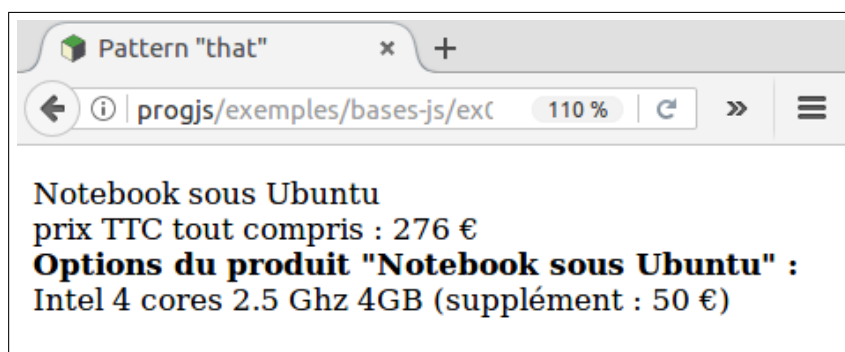 Pattern "that"
progjs/exemples/bases-js/ex 110 %
Notebook sous Ubuntu
prix TTC tout compris : 276 €
Options du produit "Notebook sous Ubuntu" :
Intel 4 cores 2.5 Ghz 4GB (supplément : 50 €)